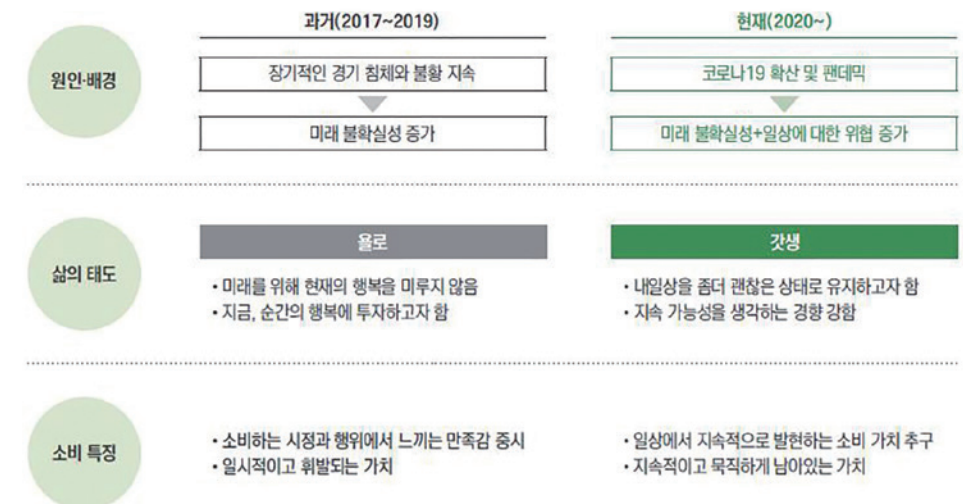 과거(2017~2019)
현재(2020~)
원인·배경
장기적인 경기 침체와 불황 지속
코로나19 확산 및 팬데믹
미래 불확실성 증가
미래 불확실성+일상에 대한 위협 증가
삶의 태도
욜로
갓생
• 미래를 위해 현재의 행복을 미루지 않음
• 지금, 순간의 행복에 투자하고자 함
• 내일상을 좀더 괜찮은 상태로 유지하고자 함
• 지속 가능성을 생각하는 경향 강함
소비 특징
• 소비하는 시점과 행위에서 느끼는 만족감 중시
• 일시적이고 휘발되는 가치
• 일상에서 지속적으로 발현하는 소비 가치 추구
• 지속적이고 묵직하게 남아있는 가치